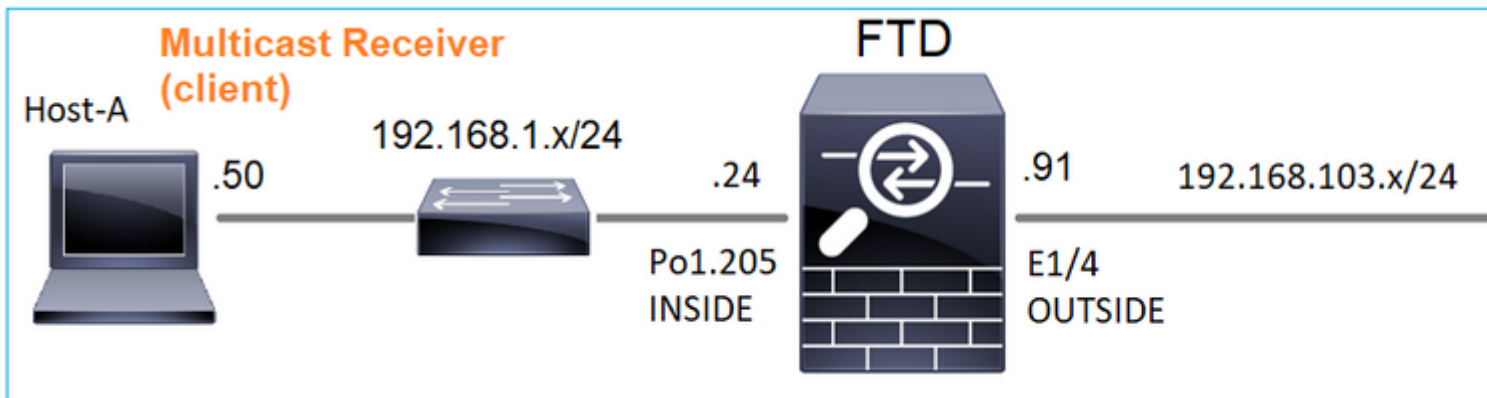 Multicast Receiver
(client)
Host-A
.50
192.168.1.x/24
.24
Po1.205
INSIDE
FTD
.91
E1/4
OUTSIDE
192.168.103.x/24